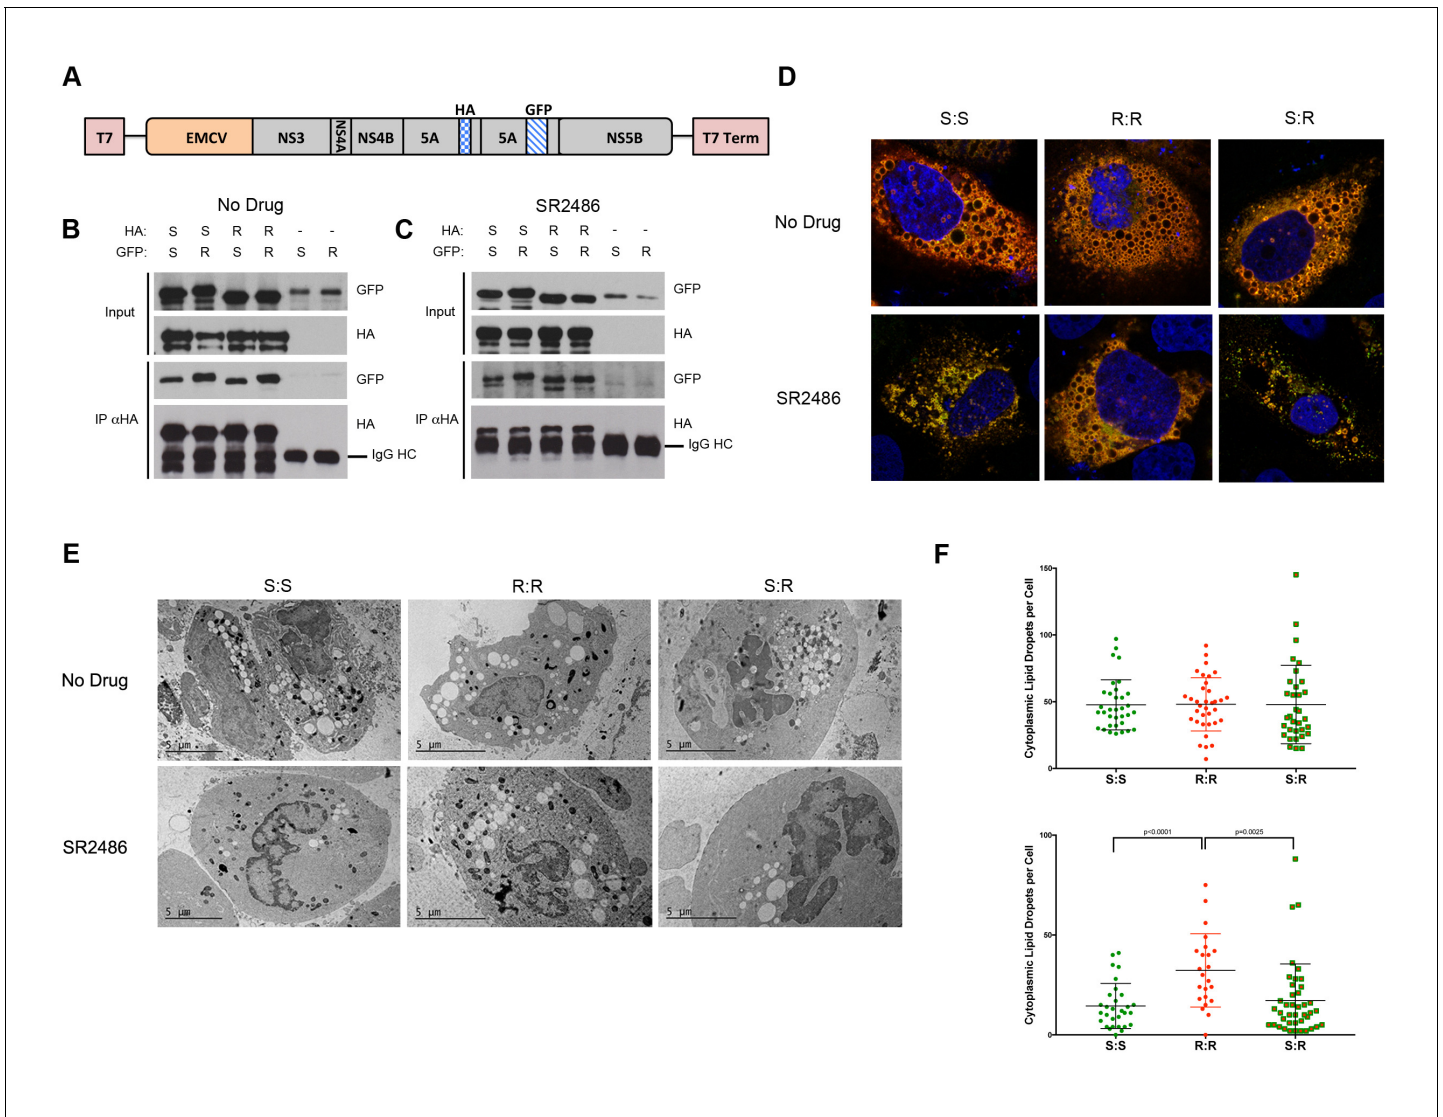 A
HA GFP
T7 EMCV NS3 NS4A NS4B 5A 5A NS5B T7 Term
B
No Drug
HA: S S R R - -
GFP: S R S R S R
Input
GFP
HA
IP αHA
GFP
HA
IgG HC
C
SR2486
HA: S S R R - -
GFP: S R S R S R
Input
GFP
HA
IP αHA
GFP
HA
IgG HC
D
S:S R:R S:R
No Drug
SR2486
E
S:S R:R S:R
No Drug
5 µm 5 µm 5 µm
SR2486
5 µm 5 µm 5 µm
F
Cytoplasmic Lipid Dropets per Cell
150
100
50
0
S:S R:R S:R
Cytoplasmic Lipid Dropets per Cell
100
50
0
p<0.0001 p=0.0025
S:S R:R S:R